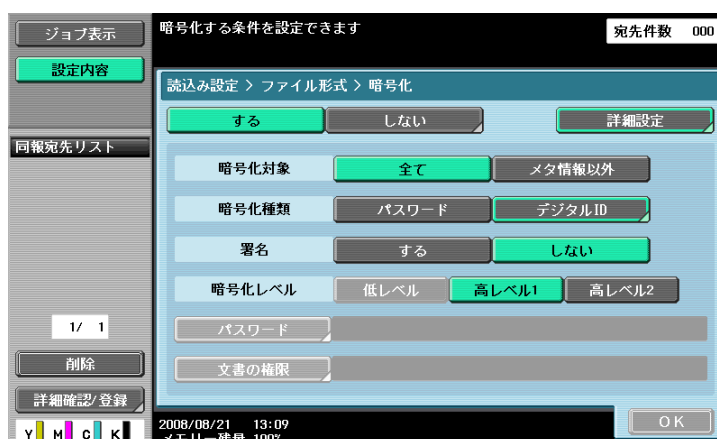 ジョブ表示
設定内容
同報宛先リスト
1/ 1
削除
詳細確認/登録
Y M C K
暗号化する条件を設定できます
宛先件数 000
読込み設定 > ファイル形式 > 暗号化
する しない 詳細設定
暗号化対象 全て メタ情報以外
暗号化種類 パスワード デジタルID
署名 する しない
暗号化レベル 低レベル 高レベル1 高レベル2
パスワード
文書の権限
2008/08/21 13:09
メモリー残量 100%
OK